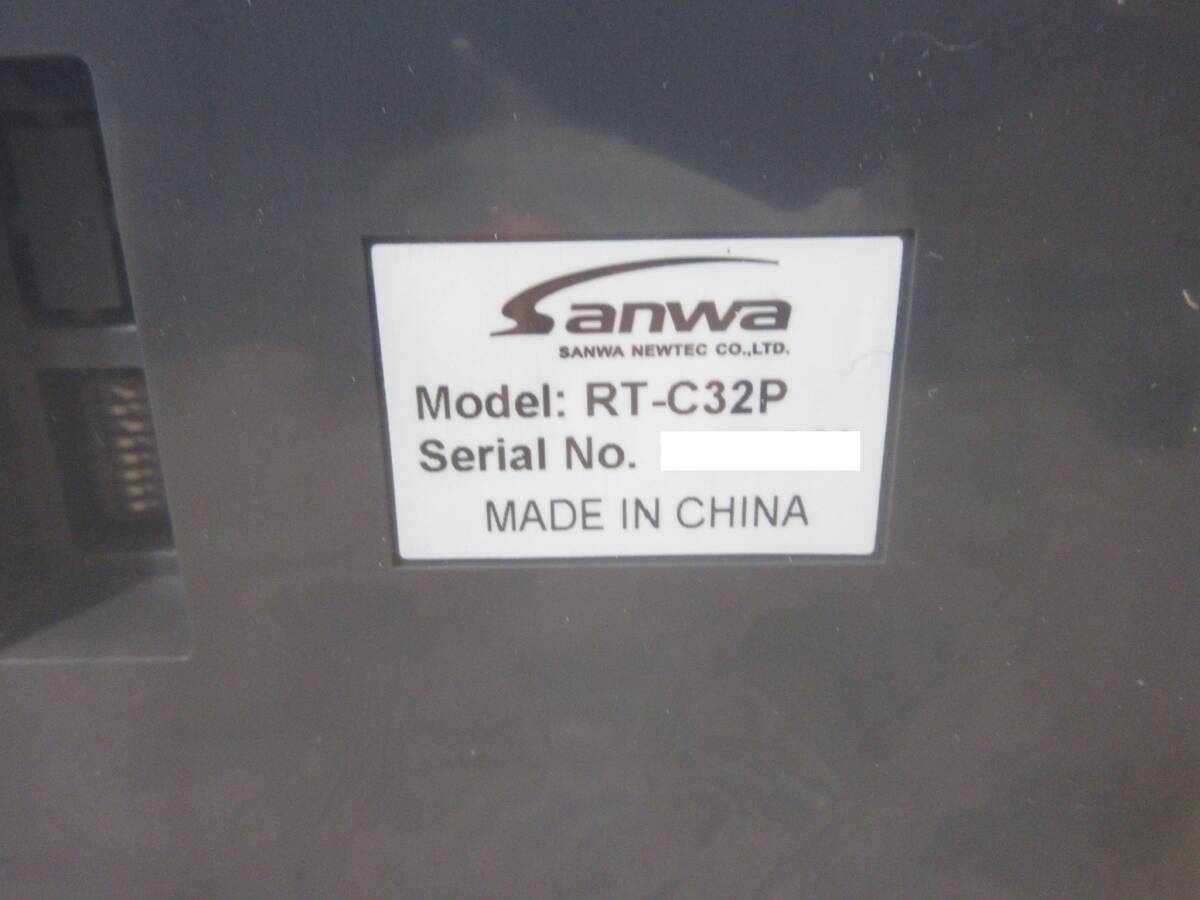 Sanwa
SANWA NEWTEC CO.,LTD.
Model: RT-C32P
Serial No.
MADE IN CHINA